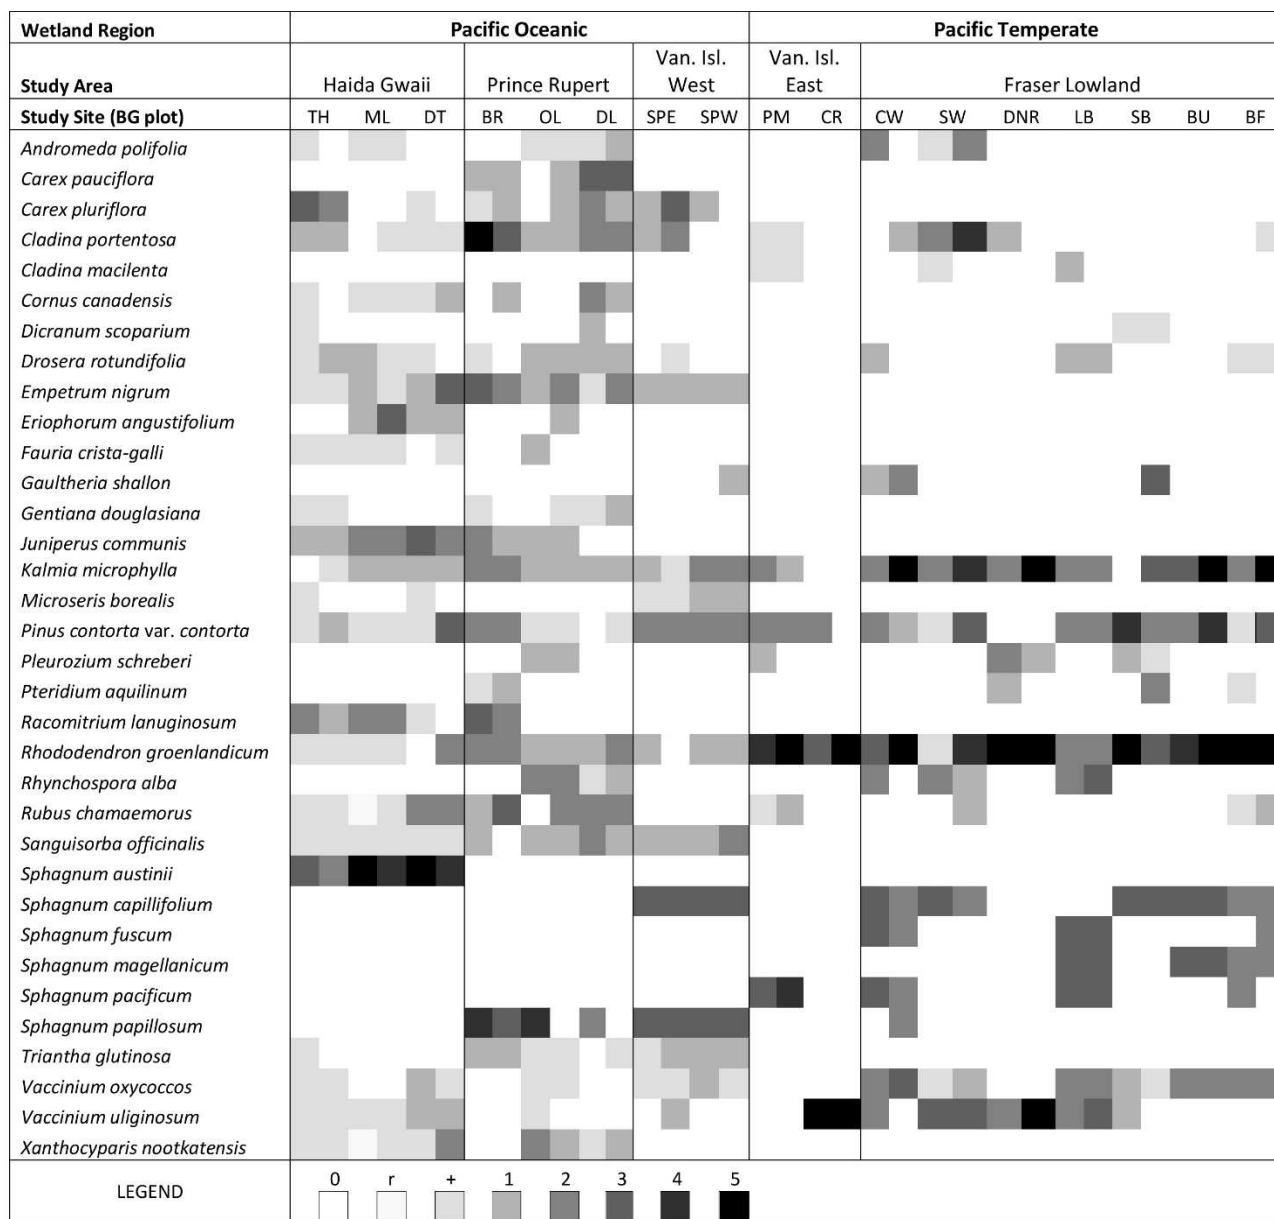 Wetland Region Pacific Oceanic Pacific Temperate
Study Area Haida Gwaii Prince Rupert Van. Isl. West Van. Isl. East Fraser Lowland
Study Site (BG plot) TH ML DT BR OL DL SPE SPW PM CR CW SW DNR LB SB BU BF
Andromeda polifolia
Carex pauciflora
Carex pluriflora
Cladina portentosa
Cladina macilenta
Cornus canadensis
Dicranum scoparium
Drosera rotundifolia
Empetrum nigrum
Eriophorum angustifolium
Fauria crista-galli
Gaultheria shallon
Gentiana douglasiana
Juniperus communis
Kalmia microphylla
Microseris borealis
Pinus contorta var. contorta
Pleurozium schreberi
Pteridium aquilinum
Racomitrium lanuginosum
Rhododendron groenlandicum
Rhynchospora alba
Rubus chamaemorus
Sanguisorba officinalis
Sphagnum austinii
Sphagnum capillifolium
Sphagnum fuscum
Sphagnum magellanicum
Sphagnum pacificum
Sphagnum papillosum
Triantha glutinosa
Vaccinium oxycoccos
Vaccinium uliginosum
Xanthocyparis nootkatensis
LEGEND 0 r + 1 2 3 4 5